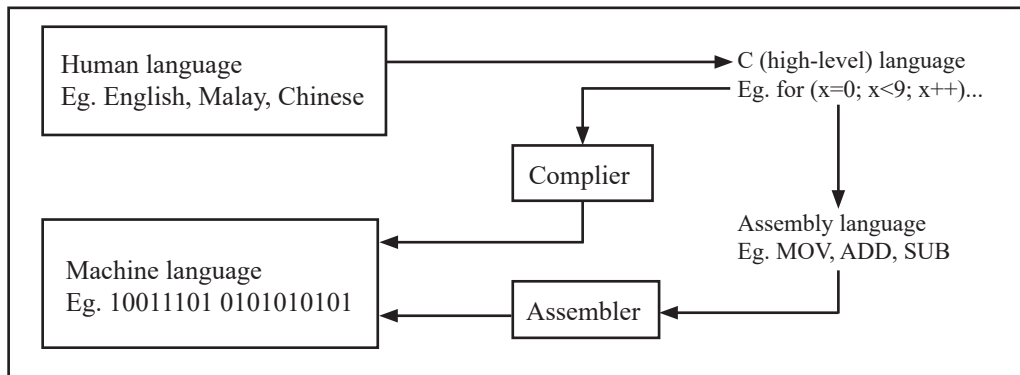 Human language
Eg. English, Malay, Chinese
C (high-level) language
Eg. for (x=0; x<9; x++)...
Complier
Assembly language
Eg. MOV, ADD, SUB
Machine language
Eg. 10011101 0101010101
Assembler